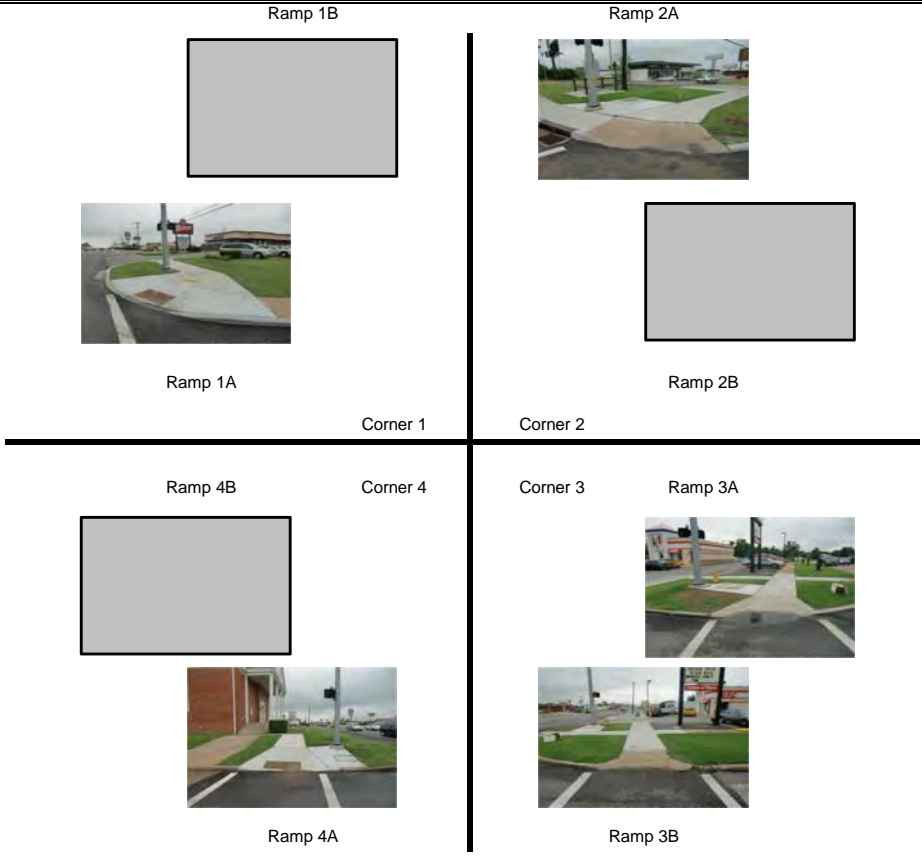 Ramp 1B
Ramp 2A
Ramp 1A
Ramp 2B
Corner 1
Corner 2
Ramp 4B
Corner 4
Corner 3
Ramp 3A
Ramp 4A
Ramp 3B